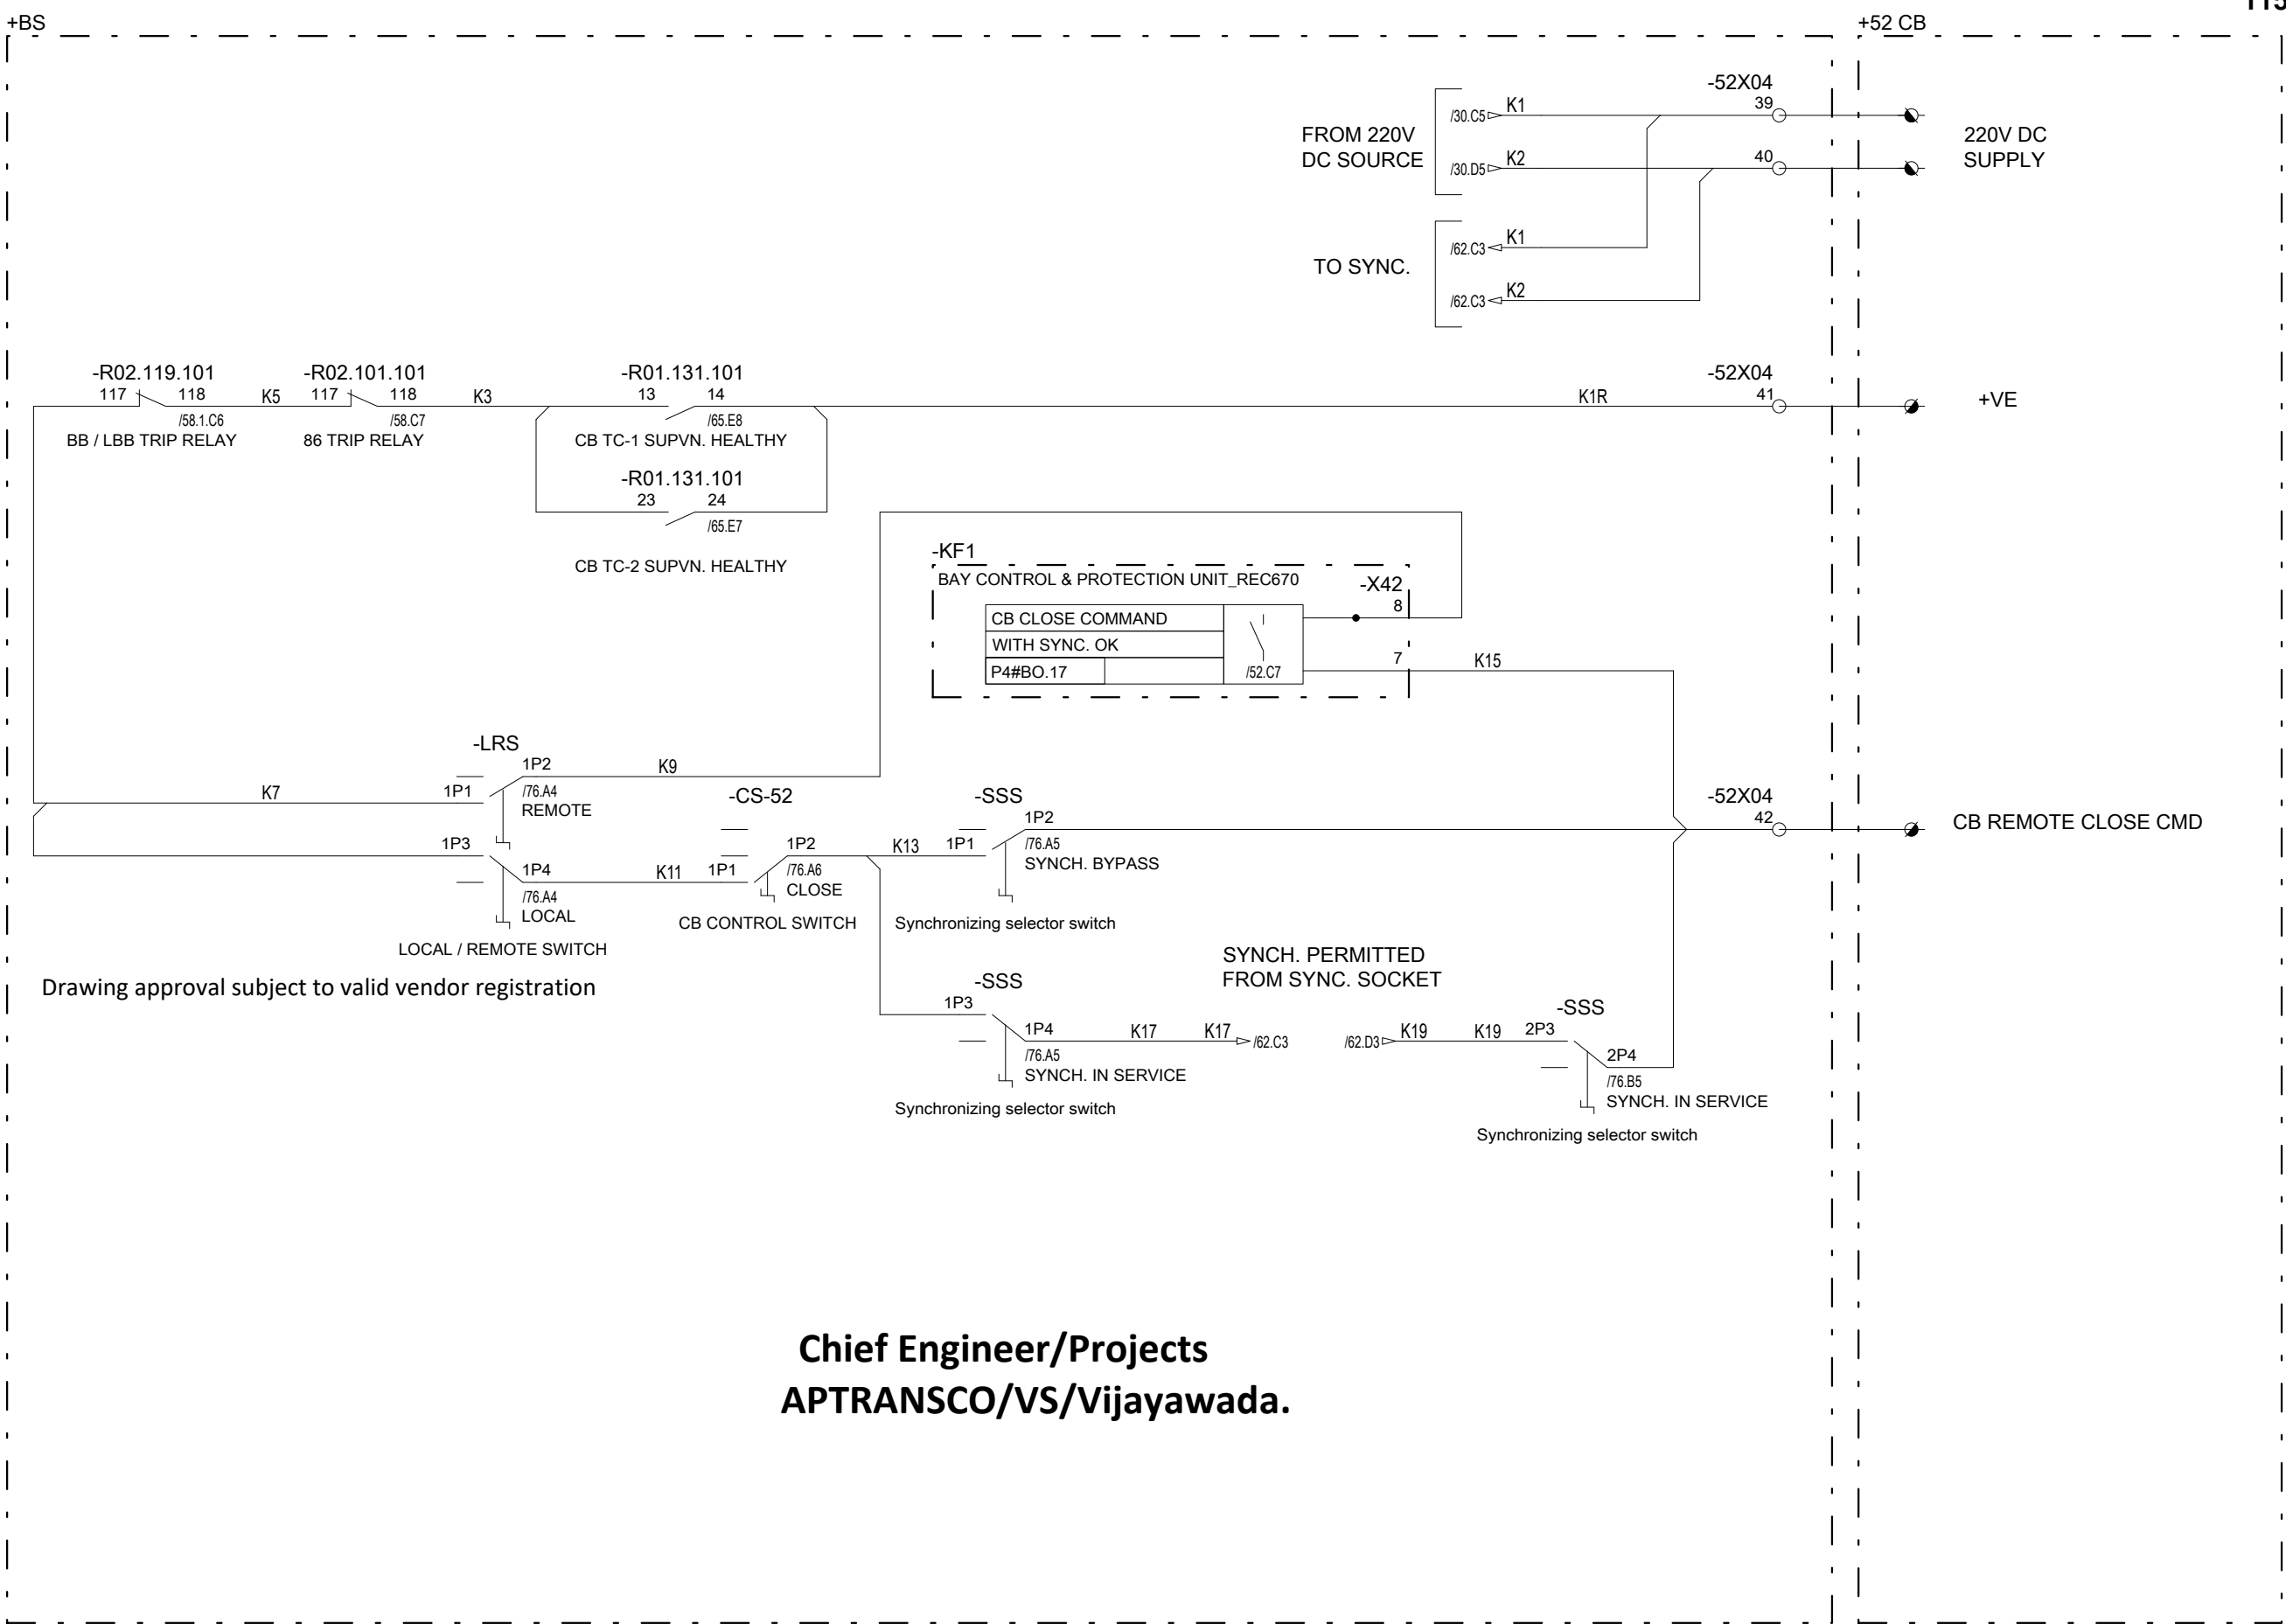 +BS
+52 CB
-52X04
39
/30.C5 K1
FROM 220V
DC SOURCE
220V DC
SUPPLY
40
/30.D5 K2
/62.C3 K1
TO SYNC.
/62.C3 K2
-R02.119.101
117 118
K5
/58.1.C6
BB / LBB TRIP RELAY
-R02.101.101
117 118
K3
/58.C7
86 TRIP RELAY
-R01.131.101
13 14
/65.E8
CB TC-1 SUPVN. HEALTHY
K1R
-52X04
41
+VE
-R01.131.101
23 24
/65.E7
CB TC-2 SUPVN. HEALTHY
-KF1
BAY CONTROL & PROTECTION UNIT_REC670
-X42
8
CB CLOSE COMMAND
WITH SYNC. OK
P4#BO.17
/52.C7
7
K15
-LRS
1P2
K9
K7
1P1
/76.A4
REMOTE
1P3
1P4
/76.A4
LOCAL
LOCAL / REMOTE SWITCH
K11
-CS-52
1P1
1P2
/76.A6
CLOSE
CB CONTROL SWITCH
K13
-SSS
1P1
1P2
/76.A5
SYNCH. BYPASS
Synchronizing selector switch
-52X04
42
CB REMOTE CLOSE CMD
Drawing approval subject to valid vendor registration
SYNCH. PERMITTED
FROM SYNC. SOCKET
-SSS
1P3
1P4
/76.A5
SYNCH. IN SERVICE
Synchronizing selector switch
K17
K17
/62.C3
/62.D3
K19
K19
-SSS
2P3
2P4
/76.B5
SYNCH. IN SERVICE
Synchronizing selector switch
Chief Engineer/Projects
APTRANSCO/VS/Vijayawada.